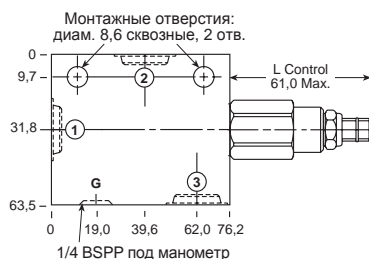 Монтажные отверстия:
диам. 8,6 сквозные, 2 отв.
0
9,7
2
L Control
61,0 Max.
31,8
1
G
3
63,5
0 19,0 39,6 62,0 76,2
1/4 BSPP под манометр